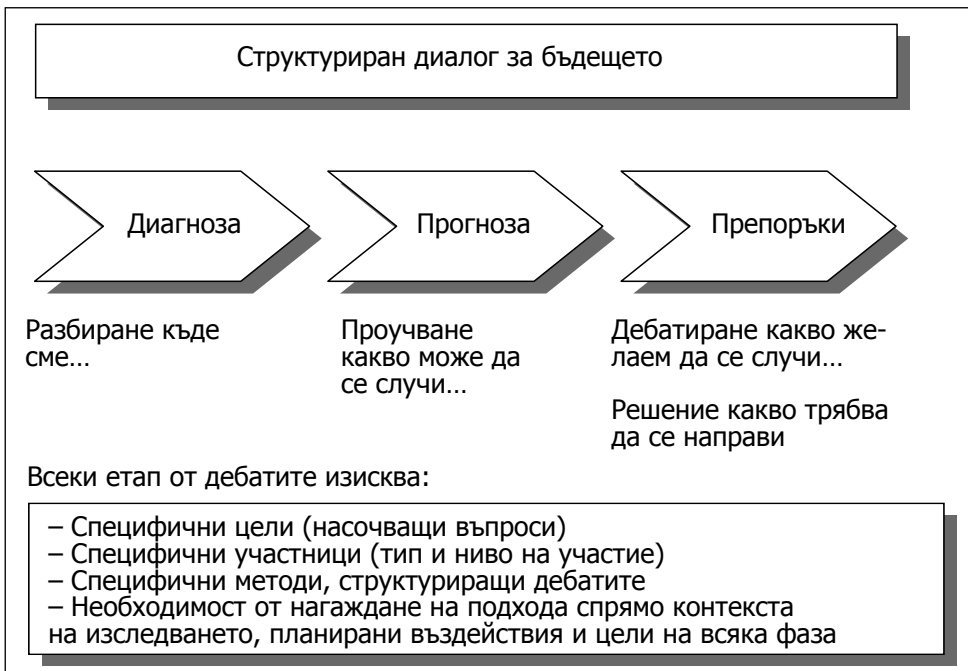 Структуриран диалог за бъдещето
Диагноза
Прогноза
Препоръки
Разбиране къде
сме...
Проучване
какво може да
се случи...
Дебатиране какво же-
лаем да се случи...
Решение какво трябва
да се направи
Всеки етап от дебатите изисква:
– Специфични цели (насочващи въпроси)
– Специфични участници (тип и ниво на участие)
– Специфични методи, структуриращи дебатите
– Необходимост от нагаждане на подхода спрямо контекста
на изследването, планирани въздействия и цели на всяка фаза